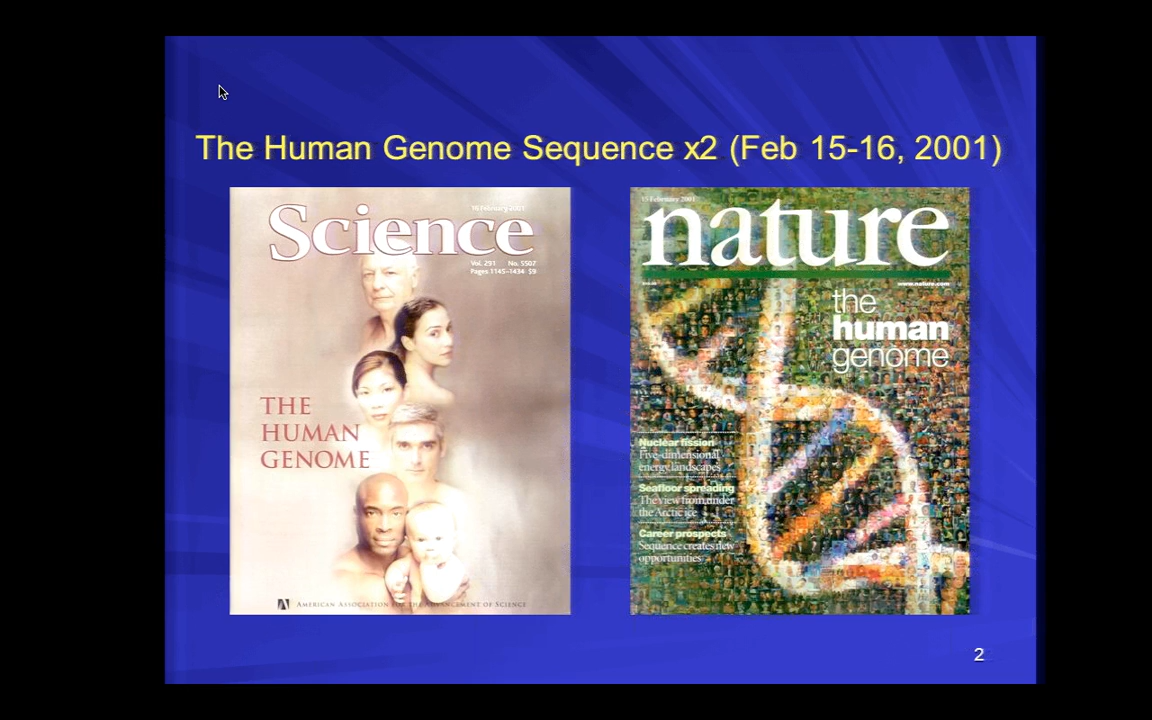 The Human Genome Sequence x2 (Feb 15-16, 2001)
16 February 2001
Science
Vol. 291 No. 5507
Pages 1145–1434 $9
THE
HUMAN
GENOME
AMERICAN ASSOCIATION FOR THE ADVANCEMENT OF SCIENCE
15 February 2001
nature
www.nature.com
the
human
genome
Nuclear fission
Five-dimensional
energy landscapes
Seafloor spreading
The view from under
the Arctic ice
Career prospects
Sequence creates new
opportunities
2